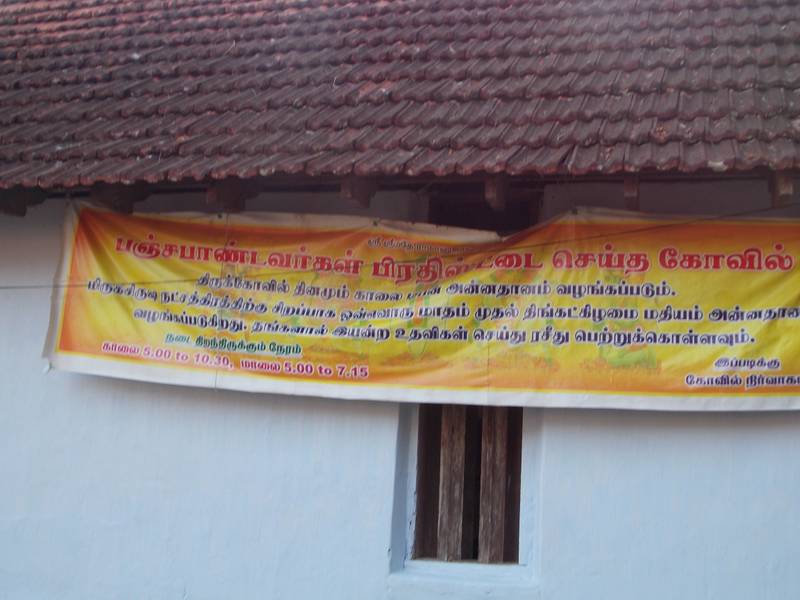 ஸ்ரீ
பஞ்சபாண்டவர்கள் பிரதிஷ்டை செய்த கோவில்
திருக்கோவில் தினமும் காலை அன்னதானம் வழங்கப்படும்.
மிருகசிருஷ நட்சத்திரத்திற்கு சிறப்பாக ஒவ்வொரு மாதம் முதல் திங்கட்கிழமை மதியம் அன்னதான
வழங்கப்படுகிறது. தங்களால் இயன்ற உதவிகள் செய்து ரசீது பெற்றுக்கொள்ளவும்.
நடை திறந்திருக்கும் நேரம்
காலை 5.00 to 10.30, மாலை 5.00 to 7.15
இப்படிக்கு
கோவில் நிர்வாக